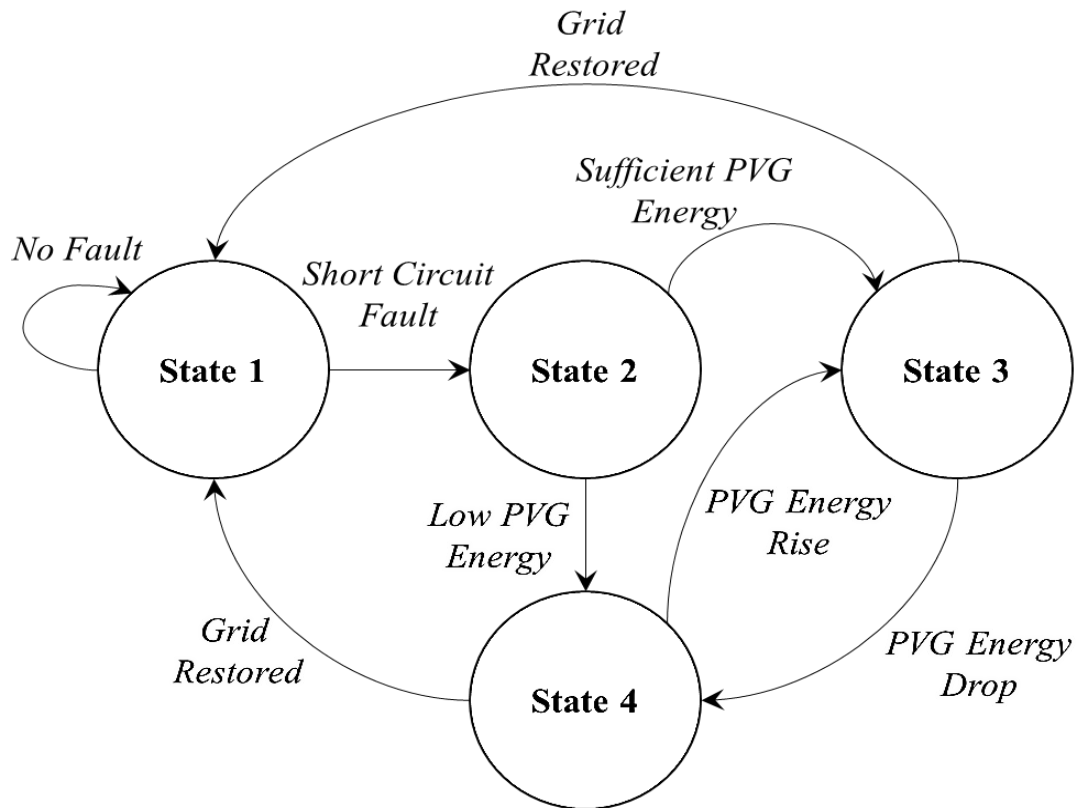 Grid
Restored
Sufficient PVG
Energy
No Fault
Short Circuit
Fault
State 1
State 2
State 3
Low PVG
Energy
PVG Energy
Rise
Grid
Restored
PVG Energy
Drop
State 4